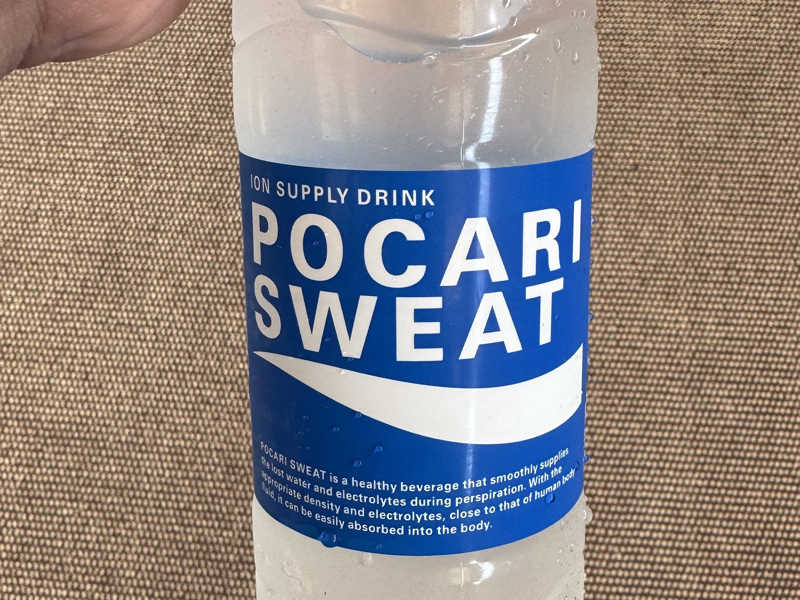 ION SUPPLY DRINK
POCARI
SWEAT
POCARI SWEAT is a healthy beverage that smoothly supplies
the lost water and electrolytes during perspiration. With the
appropriate density and electrolytes, close to that of human body
fluid, it can be easily absorbed into the body.